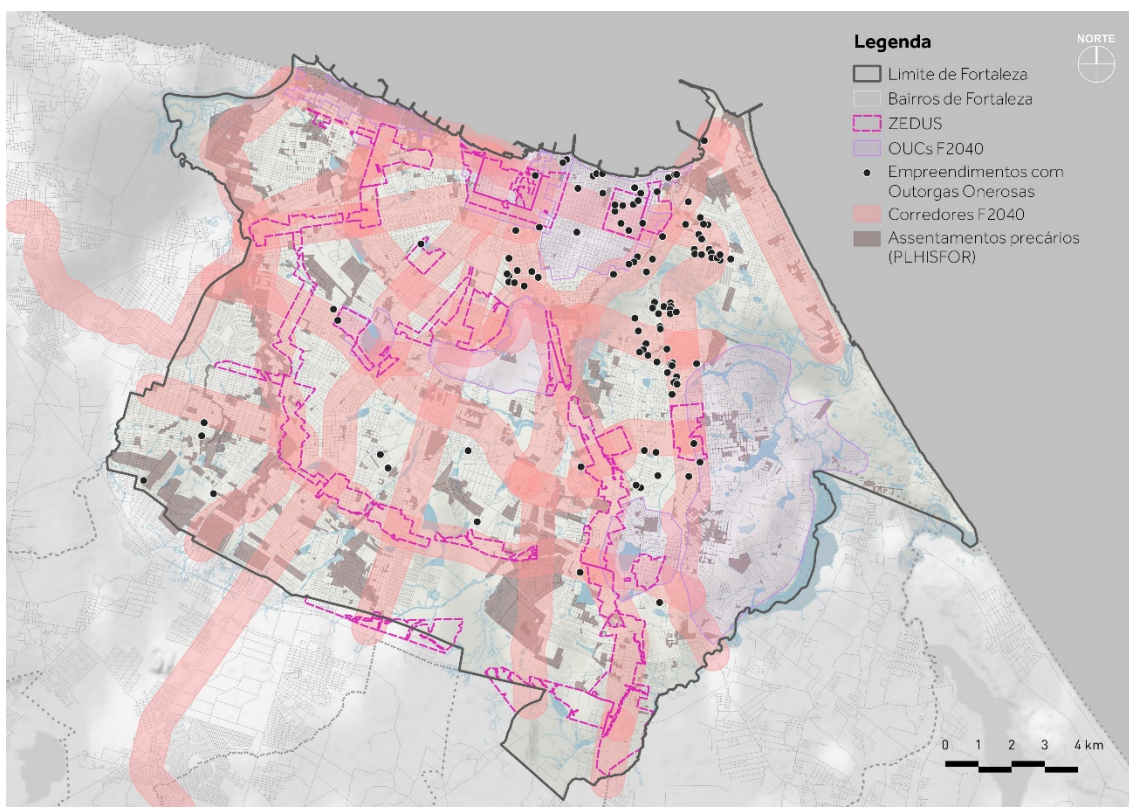 Legenda
NORTE
Limite de Fortaleza
Bairros de Fortaleza
ZEDUS
OUCs F2040
Empreendimentos com
Outorgas Onerosas
Corredores F2040
Assentamentos precários
(PLHISFOR)
0 1 2 3 4 km